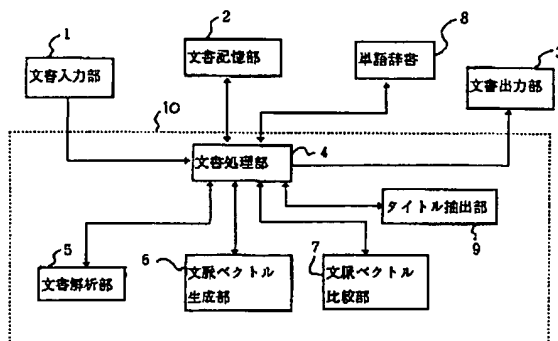 1
文書入力部
2
文書記憶部
8
単語辞書
3
文書出力部
10
4
文書処理部
タイトル抽出部
9
5
文書解析部
6
文脈ベクトル
生成部
7
文脈ベクトル
比較部